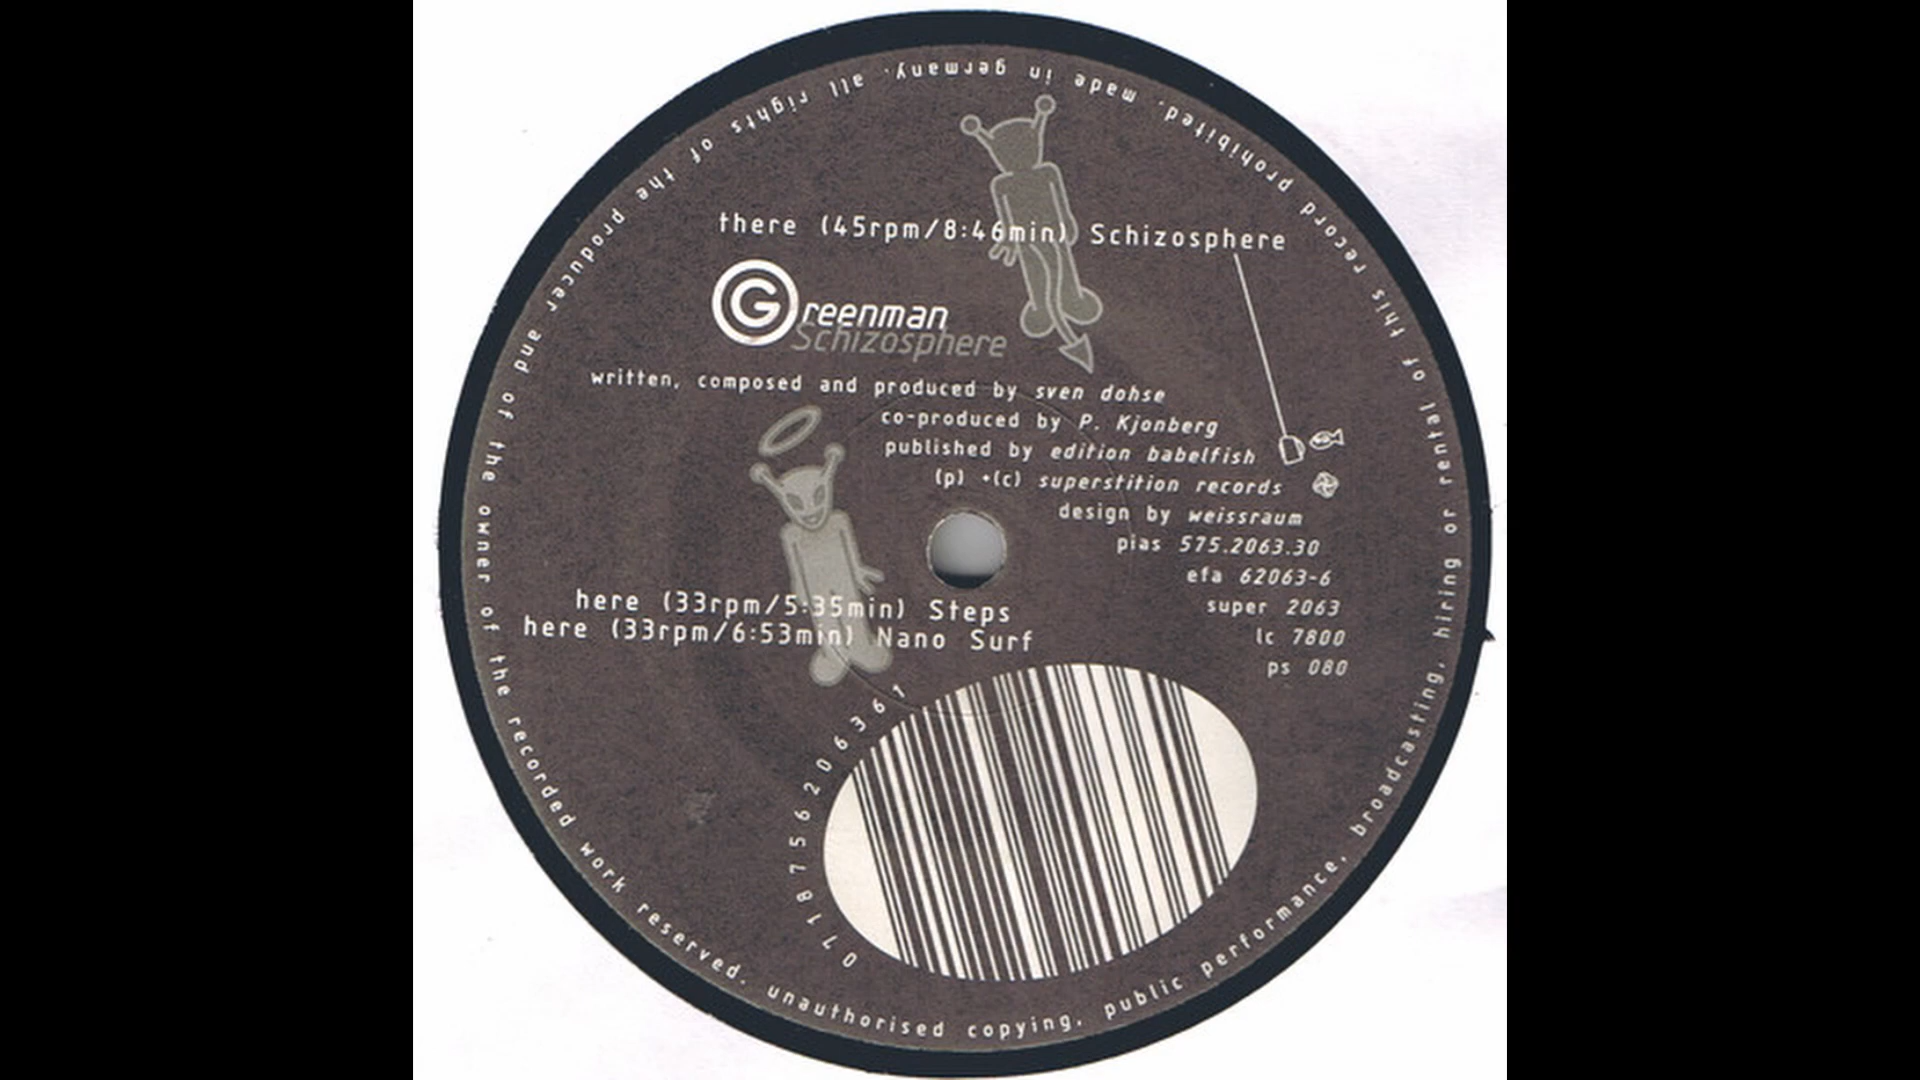 there (45rpm/8:46min) Schizosphere
Greenman
Schizosphere
written, composed and produced by sven dohse
co-produced by P. Kjonberg
published by edition babelfish
(p) +(c) superstition records
design by weissraum
pias 575.2063.30
efa 62063-6
super 2063
lc 7800
ps 080
here (33rpm/5:35min) Steps
here (33rpm/6:53min) Nano Surf
0718756206361
all rights of the producer and of the owner of the recorded work reserved. unauthorised copying, public performance, broadcasting, hiring or rental of this record prohibited. made in germany.